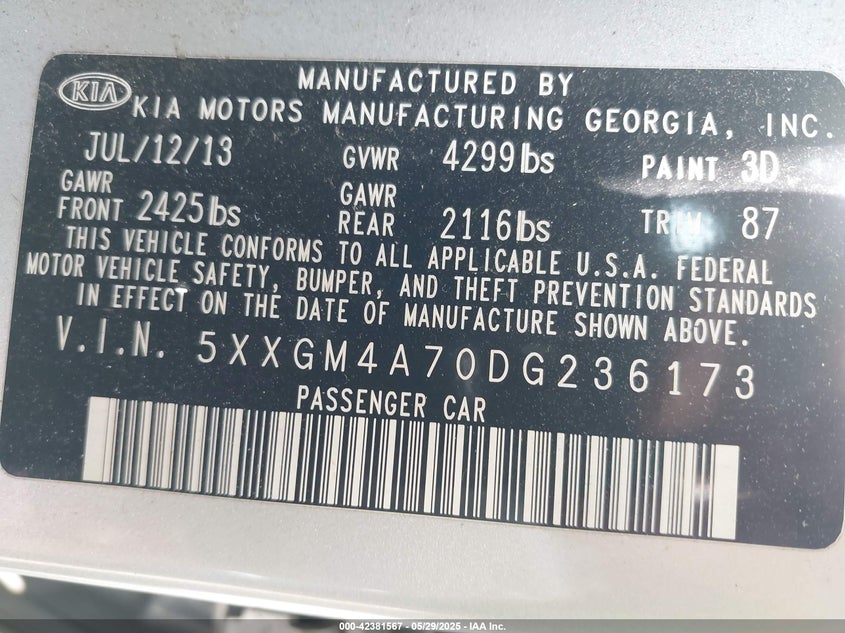 MANUFACTURED BY
KIA KIA MOTORS MANUFACTURING GEORGIA, INC.
JUL/12/13 GVWR 4299lbs PAINT 3D
GAWR FRONT 2425lbs GAWR REAR 2116lbs TRIM 87
THIS VEHICLE CONFORMS TO ALL APPLICABLE U.S.A. FEDERAL
MOTOR VEHICLE SAFETY, BUMPER, AND THEFT PREVENTION STANDARDS
IN EFFECT ON THE DATE OF MANUFACTURE SHOWN ABOVE.
V.I.N. 5XXGM4A70DG236173
PASSENGER CAR
000-42381567 - 05/29/2025 - IAA Inc.